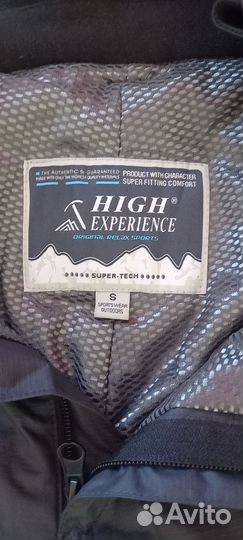 THE AUTHENTIC & GUARANTEED
MADE WITH ONLY THE HIGHEST QUALITY MATERIALS
PRODUCT WITH CHARACTER
SUPER FITTING COMFORT
HIGH®
EXPERIENCE
ORIGINAL RELAX SPORTS
SUPER-TECH
S
SPORTSWEAR
OUTDOORS
Avito